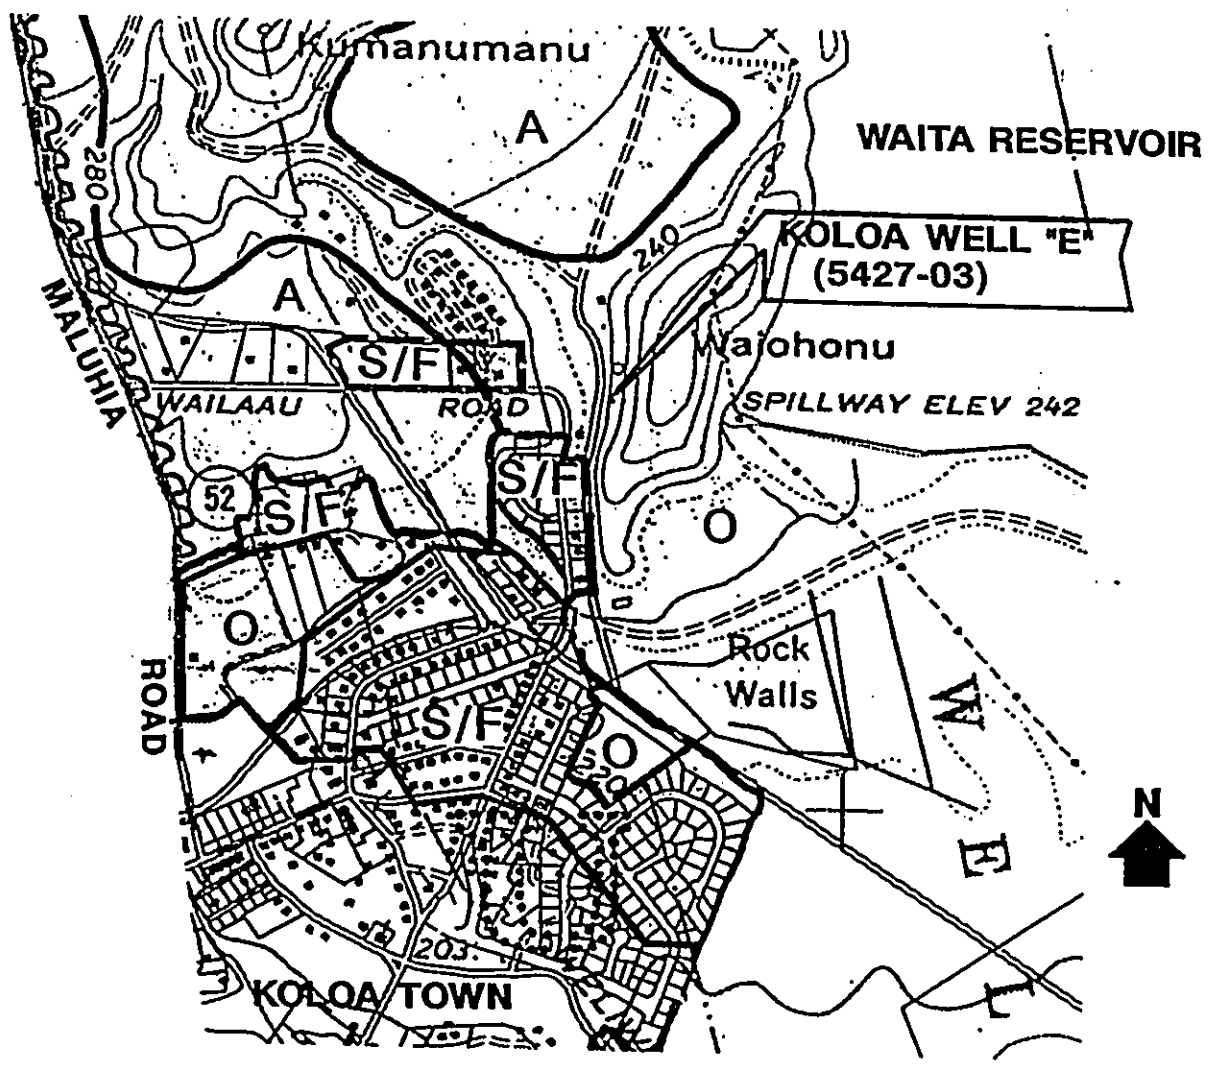 Kumanumanu
A
WAITA RESERVOIR
280
240
KOLOA WELL "E"
(5427-03)
A
MALUHIA
S/F
Waiohonu
WAILAAU ROAD
SPILLWAY ELEV 242
52
S/F
S/F
O
O
ROAD
Rock
Walls
W
S/F
O
N
E
203.
L
KOLOA TOWN